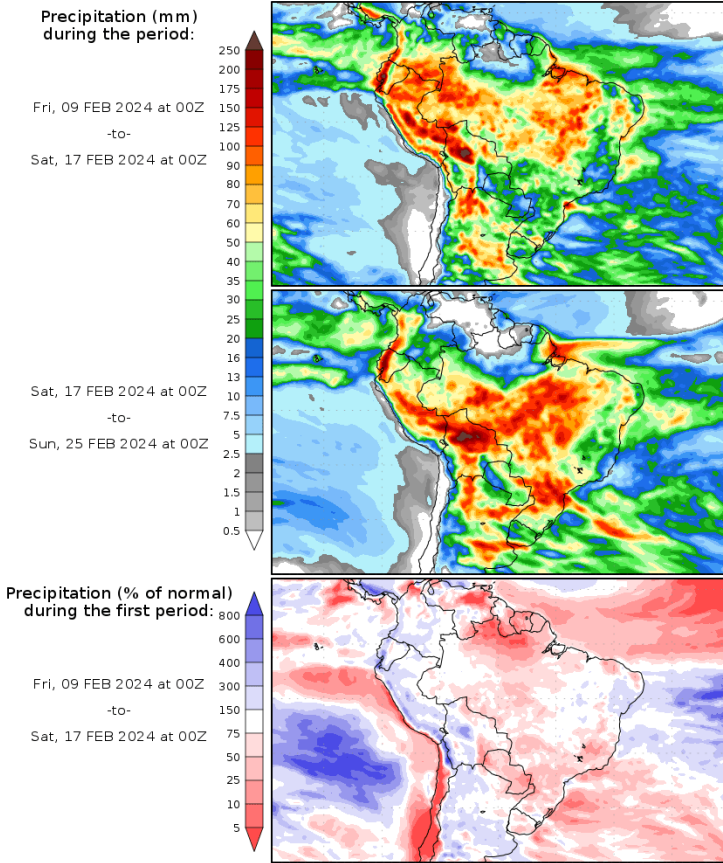 Precipitation (mm)
during the period:
Fri, 09 FEB 2024 at 00Z
-to-
Sat, 17 FEB 2024 at 00Z
250
200
175
150
125
100
90
80
70
60
50
40
35
30
25
20
16
13
10
7.5
5
2.5
2
1.5
1
0.5
Sat, 17 FEB 2024 at 00Z
-to-
Sun, 25 FEB 2024 at 00Z
Precipitation (% of normal)
during the first period:
Fri, 09 FEB 2024 at 00Z
-to-
Sat, 17 FEB 2024 at 00Z
800
600
400
300
150
75
50
25
10
5